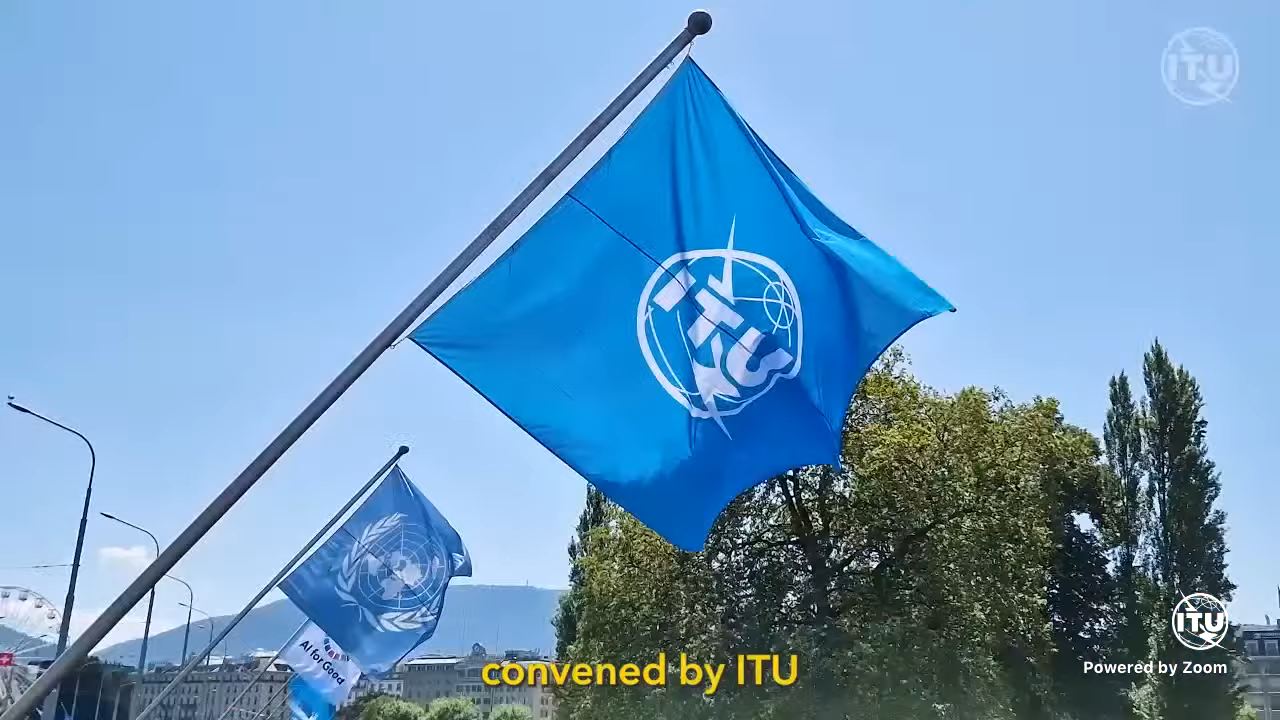 ITU
ITU
AI for Good
convened by ITU
ITU
Powered by Zoom